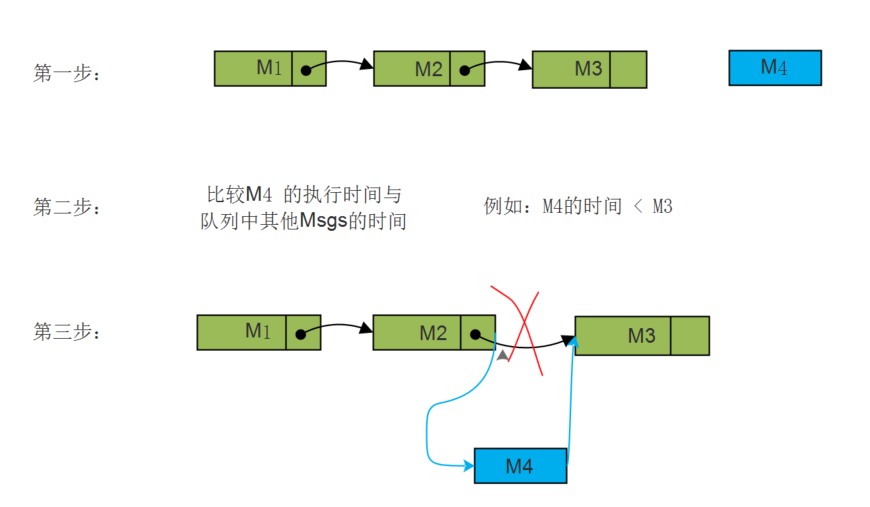 第一步: M1 M2 M3 M4
第二步: 比较M4 的执行时间与
队列中其他Msgs的时间
例如: M4的时间 < M3
第三步: M1 M2 M3
M4